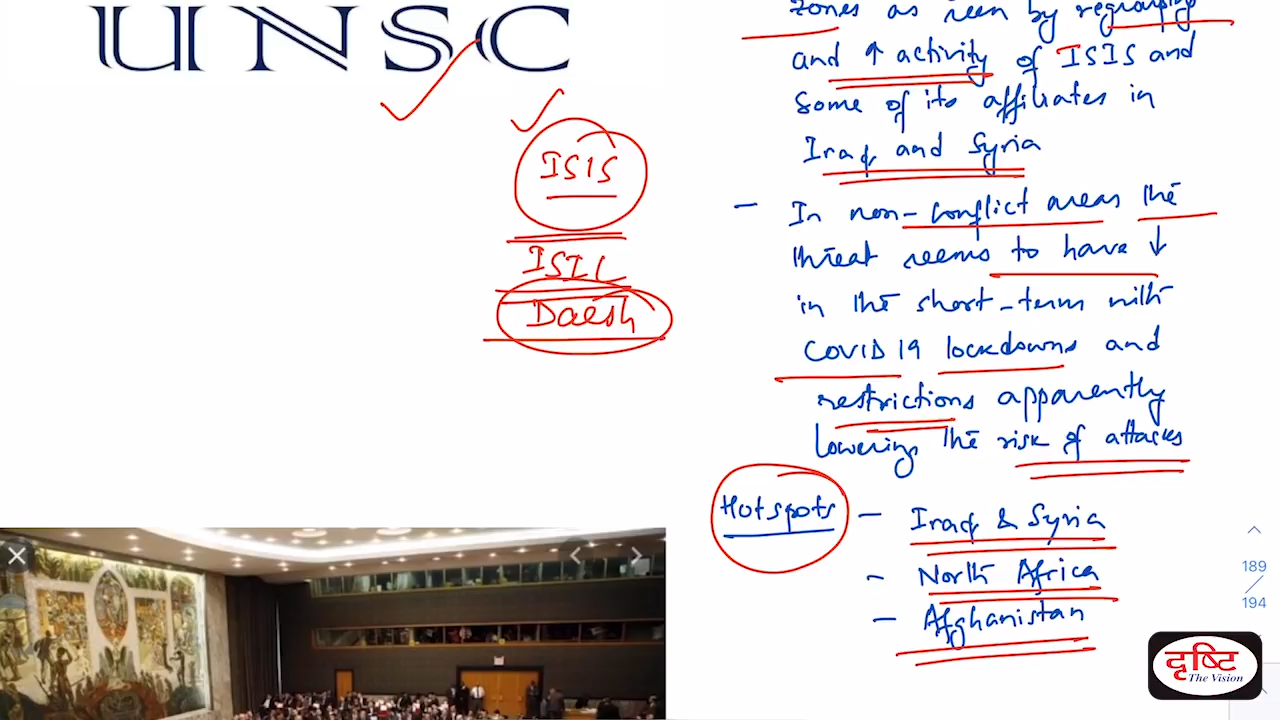 UNSC
ISIS
ISIL
Daesh
zones as seen by regrouping
and ↑ activity of ISIS and
some of its affiliates in
Iraq and Syria
- In non-conflict areas the
threat seems to have ↓
in the short-term with
COVID 19 lockdowns and
restrictions apparently
lowering the risk of attacks
Hotspots - Iraq & Syria
- North Africa
- Afghanistan
189
194
दृष्टि
The Vision